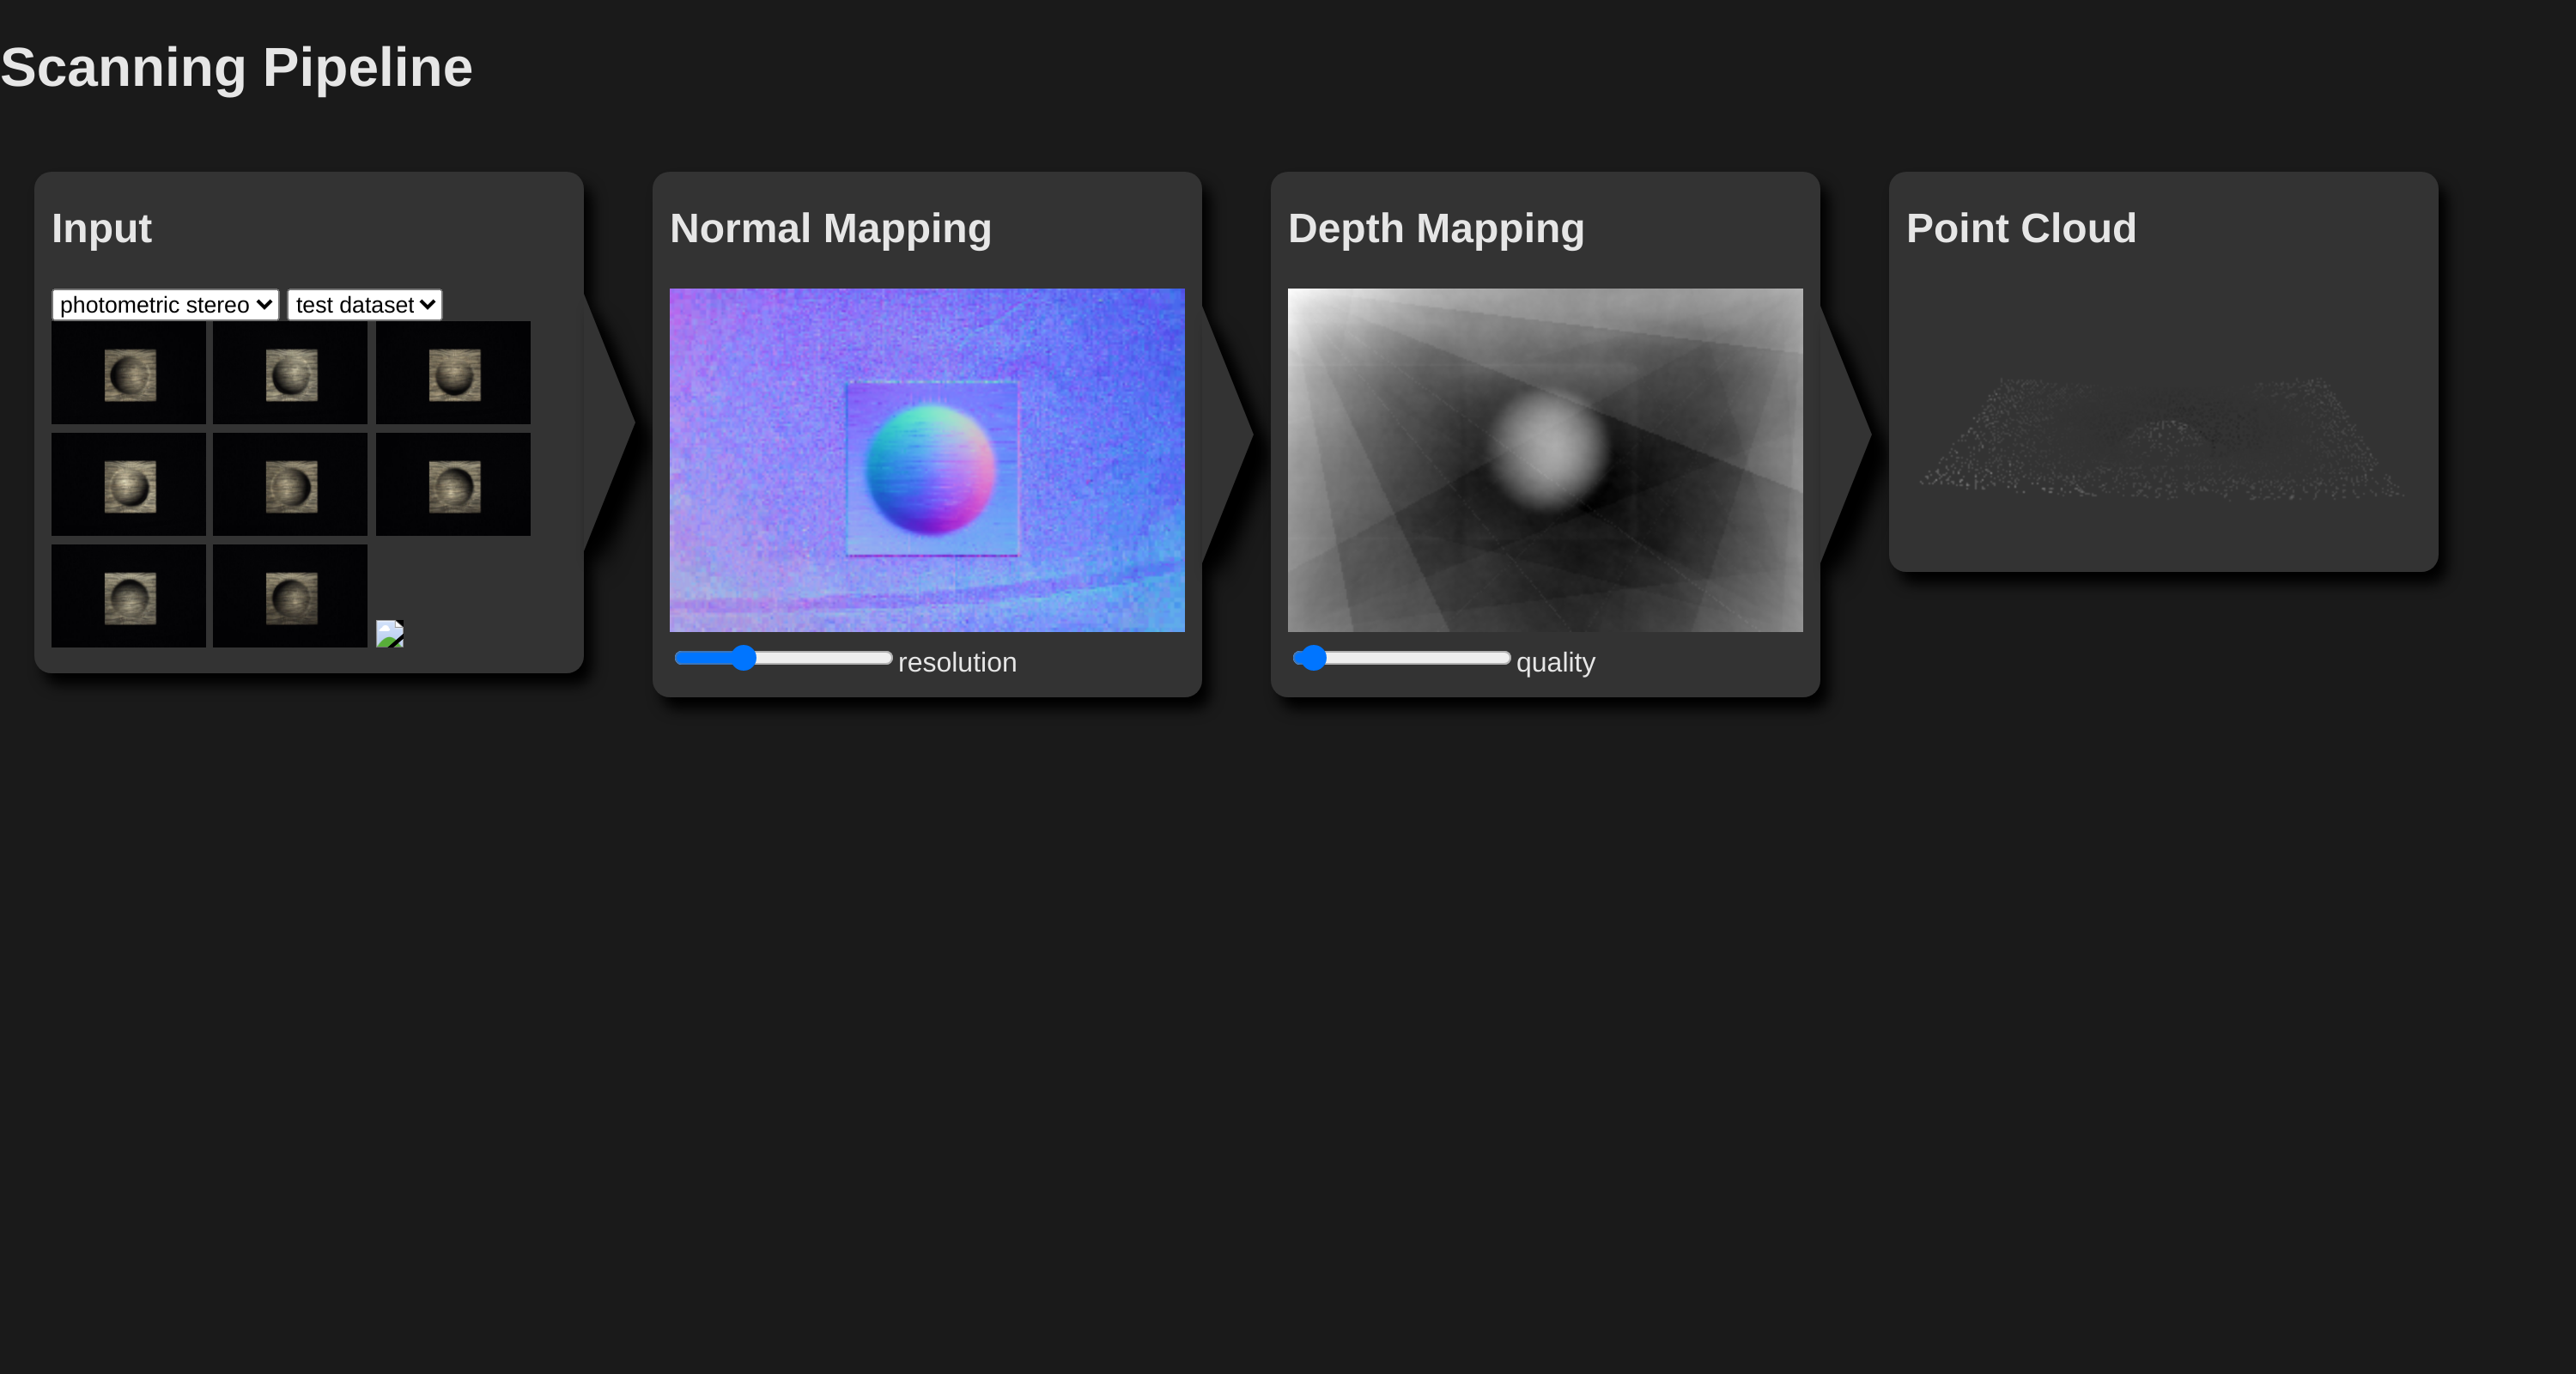 Scanning Pipeline
Input
photometric stereo test dataset
Normal Mapping
resolution
Depth Mapping
quality
Point Cloud